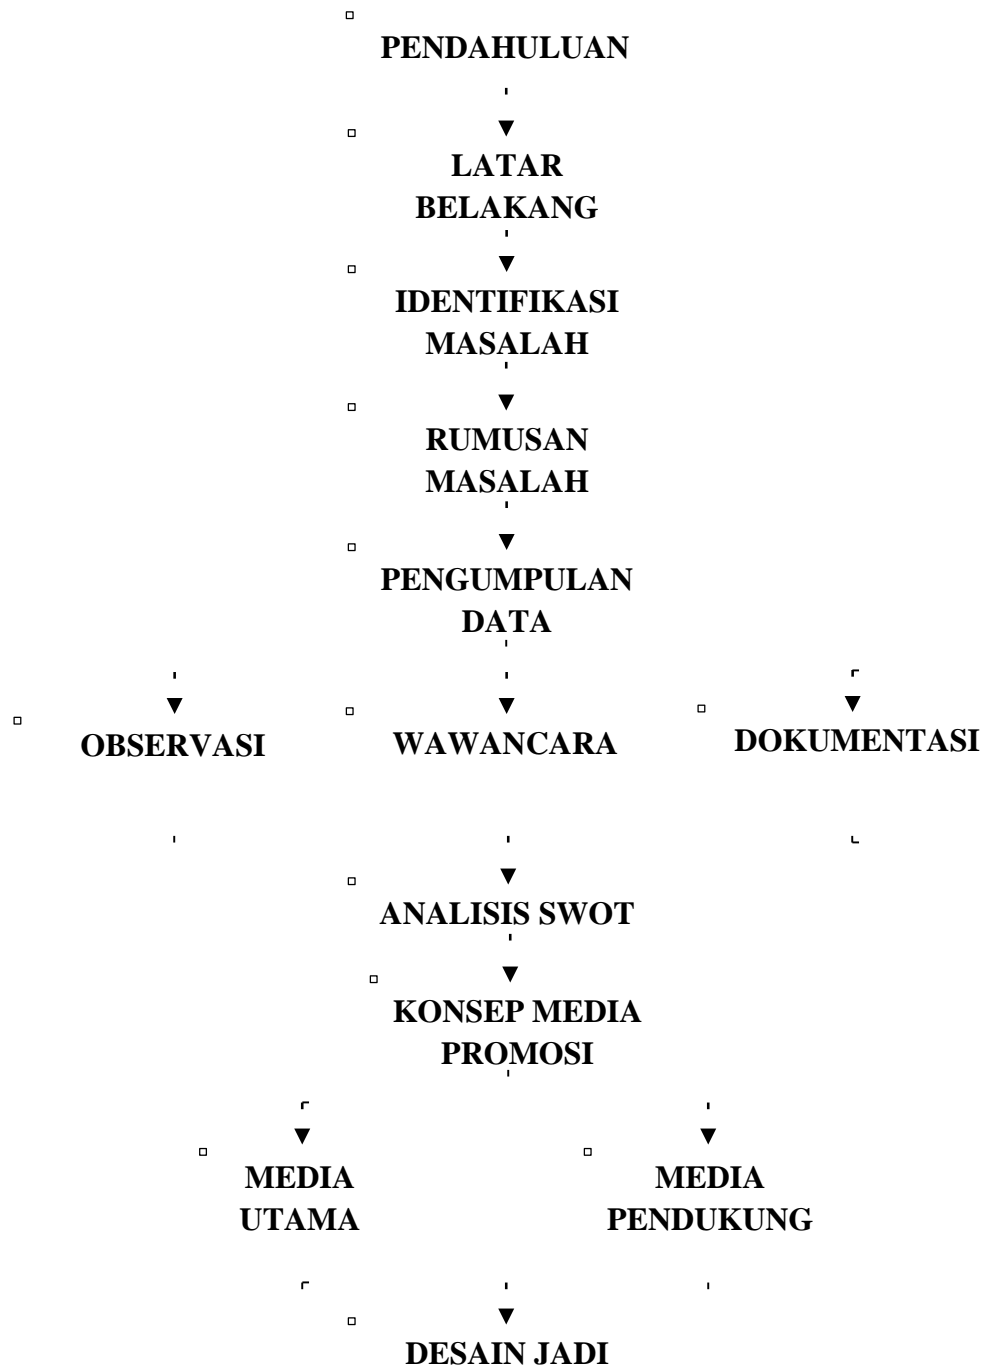 PENDAHULUAN
LATAR
BELAKANG
IDENTIFIKASI
MASALAH
RUMUSAN
MASALAH
PENGUMPULAN
DATA
OBSERVASI
WAWANCARA
DOKUMENTASI
ANALISIS SWOT
KONSEP MEDIA
PROMOSI
MEDIA
UTAMA
MEDIA
PENDUKUNG
DESAIN JADI